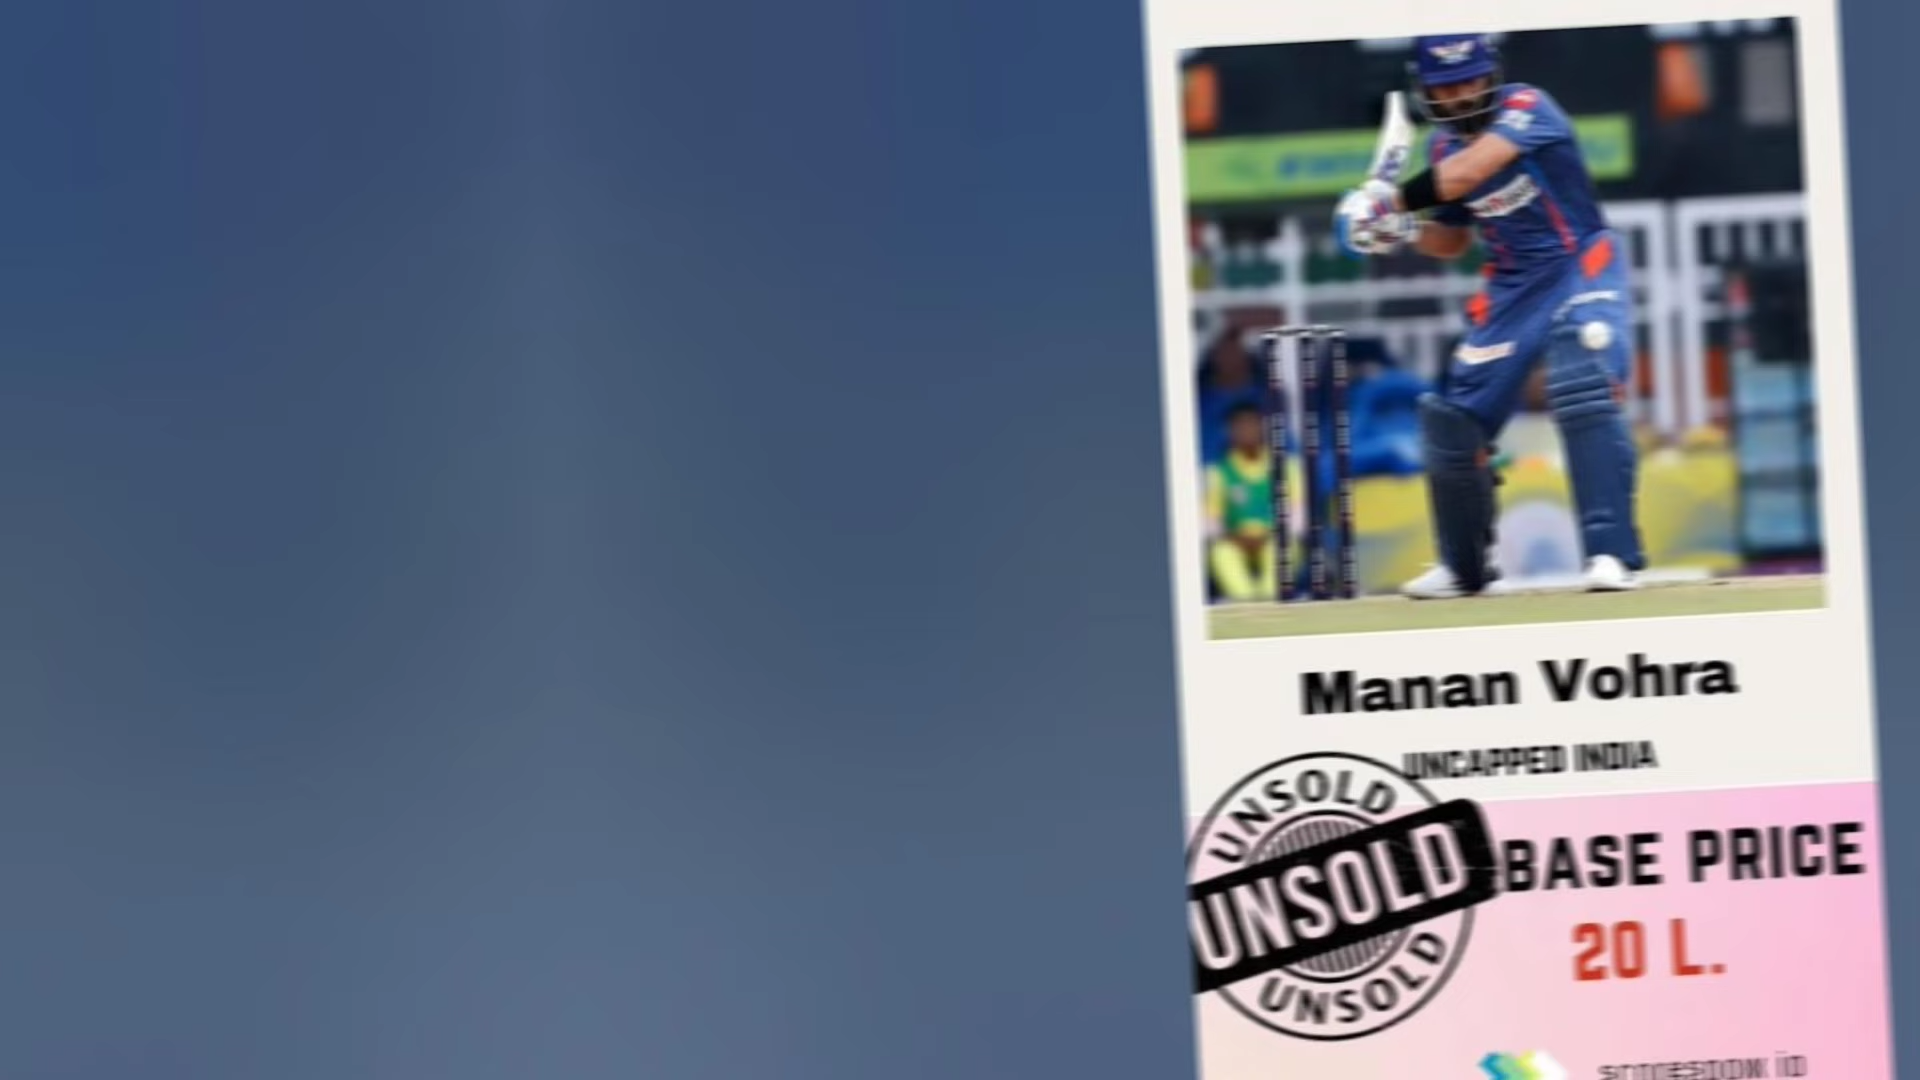 Manan Vohra
UNCAPPED INDIA
UNSOLD
UNSOLD
UNSOLD
BASE PRICE
20 L.